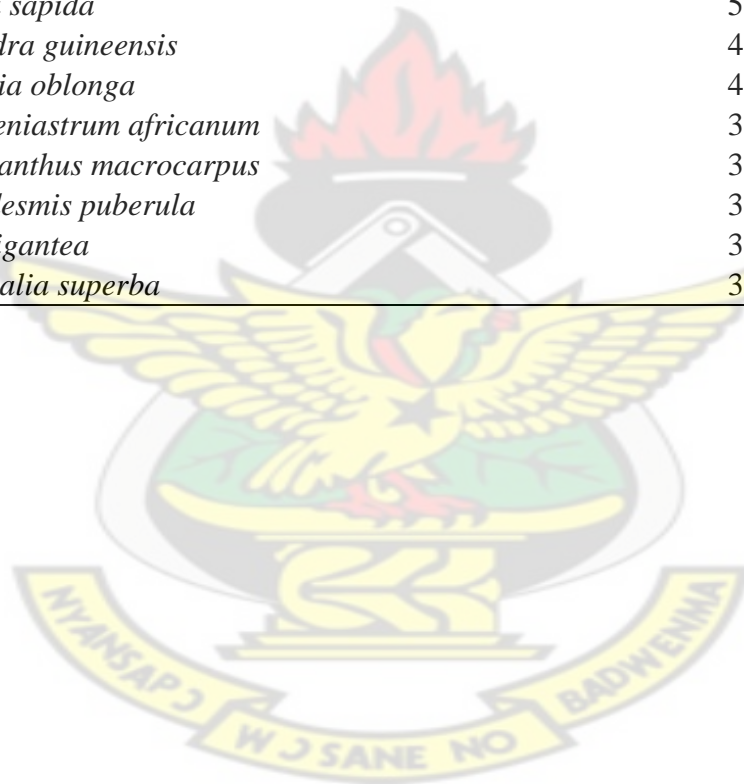 sapida 5
dra guineensis 4
ia oblonga 4
eniastrum africanum 3
anthus macrocarpus 3
lesmis puberula 3
igantea 3
alia superba 3
NYANSAPƆ WƆSANE NO BADWENMA